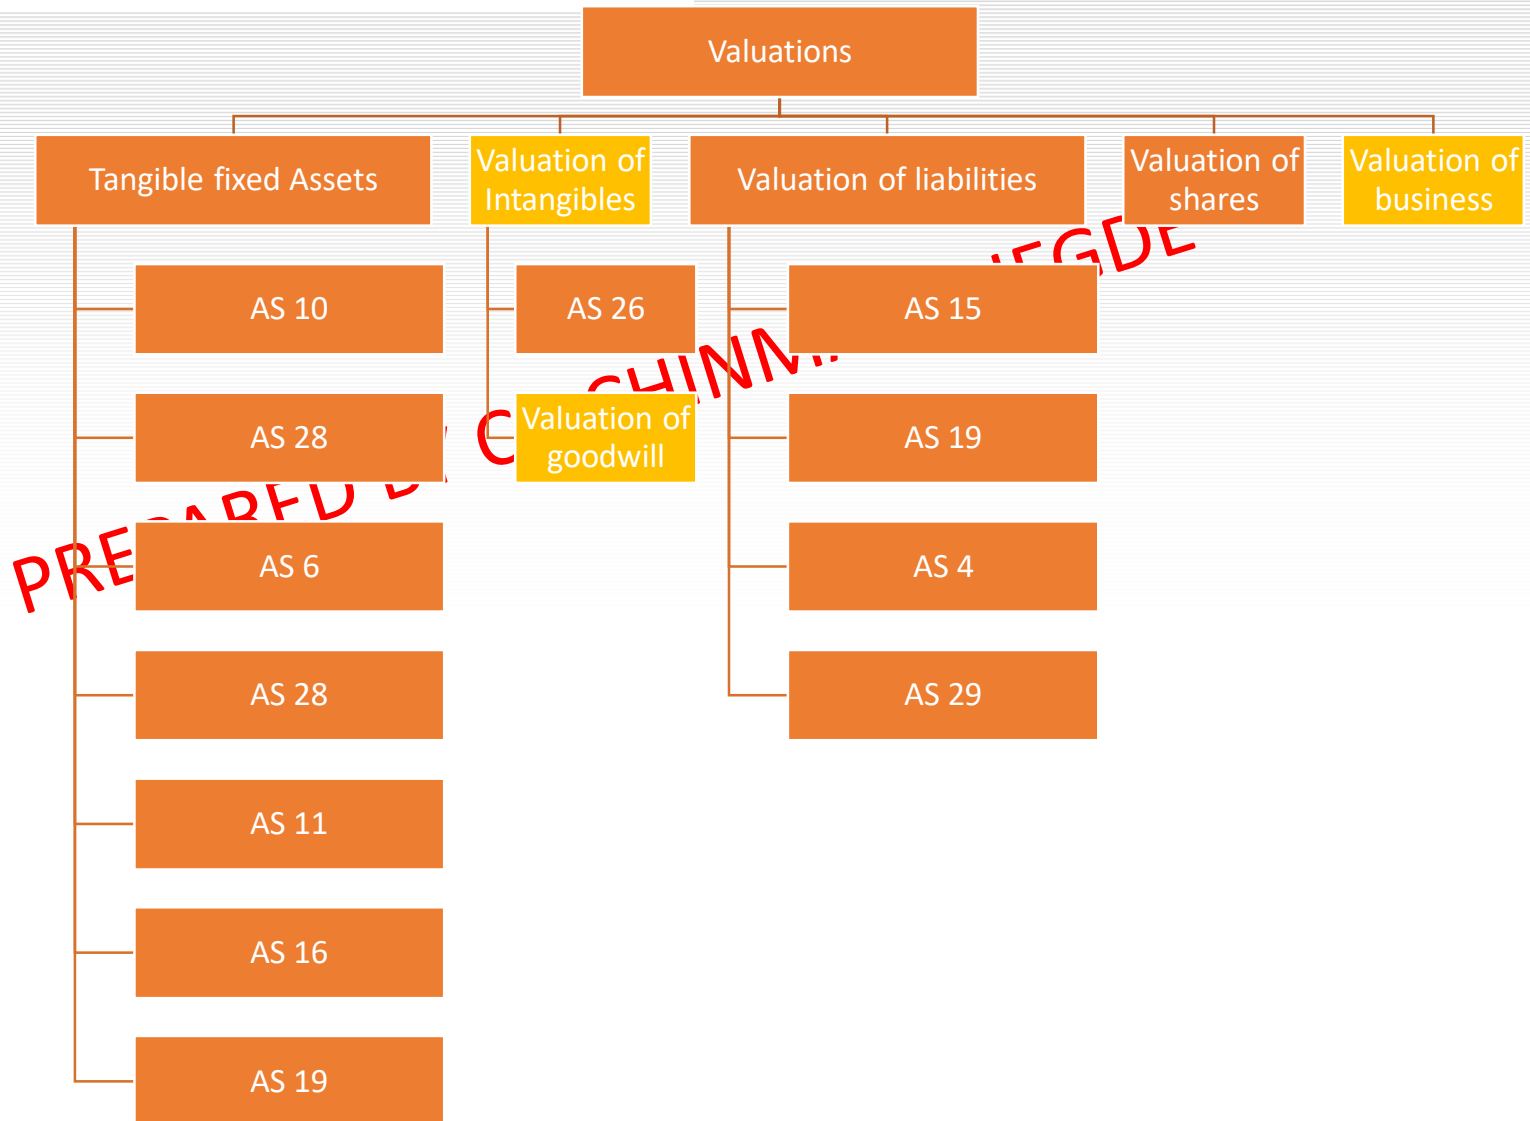 Valuations
Tangible fixed Assets
Valuation of
Intangibles
Valuation of liabilities
Valuation of
shares
Valuation of
business
AS 10
AS 28
AS 6
AS 28
AS 11
AS 16
AS 19
AS 26
Valuation of
goodwill
AS 15
AS 19
AS 4
AS 29
PREPARED